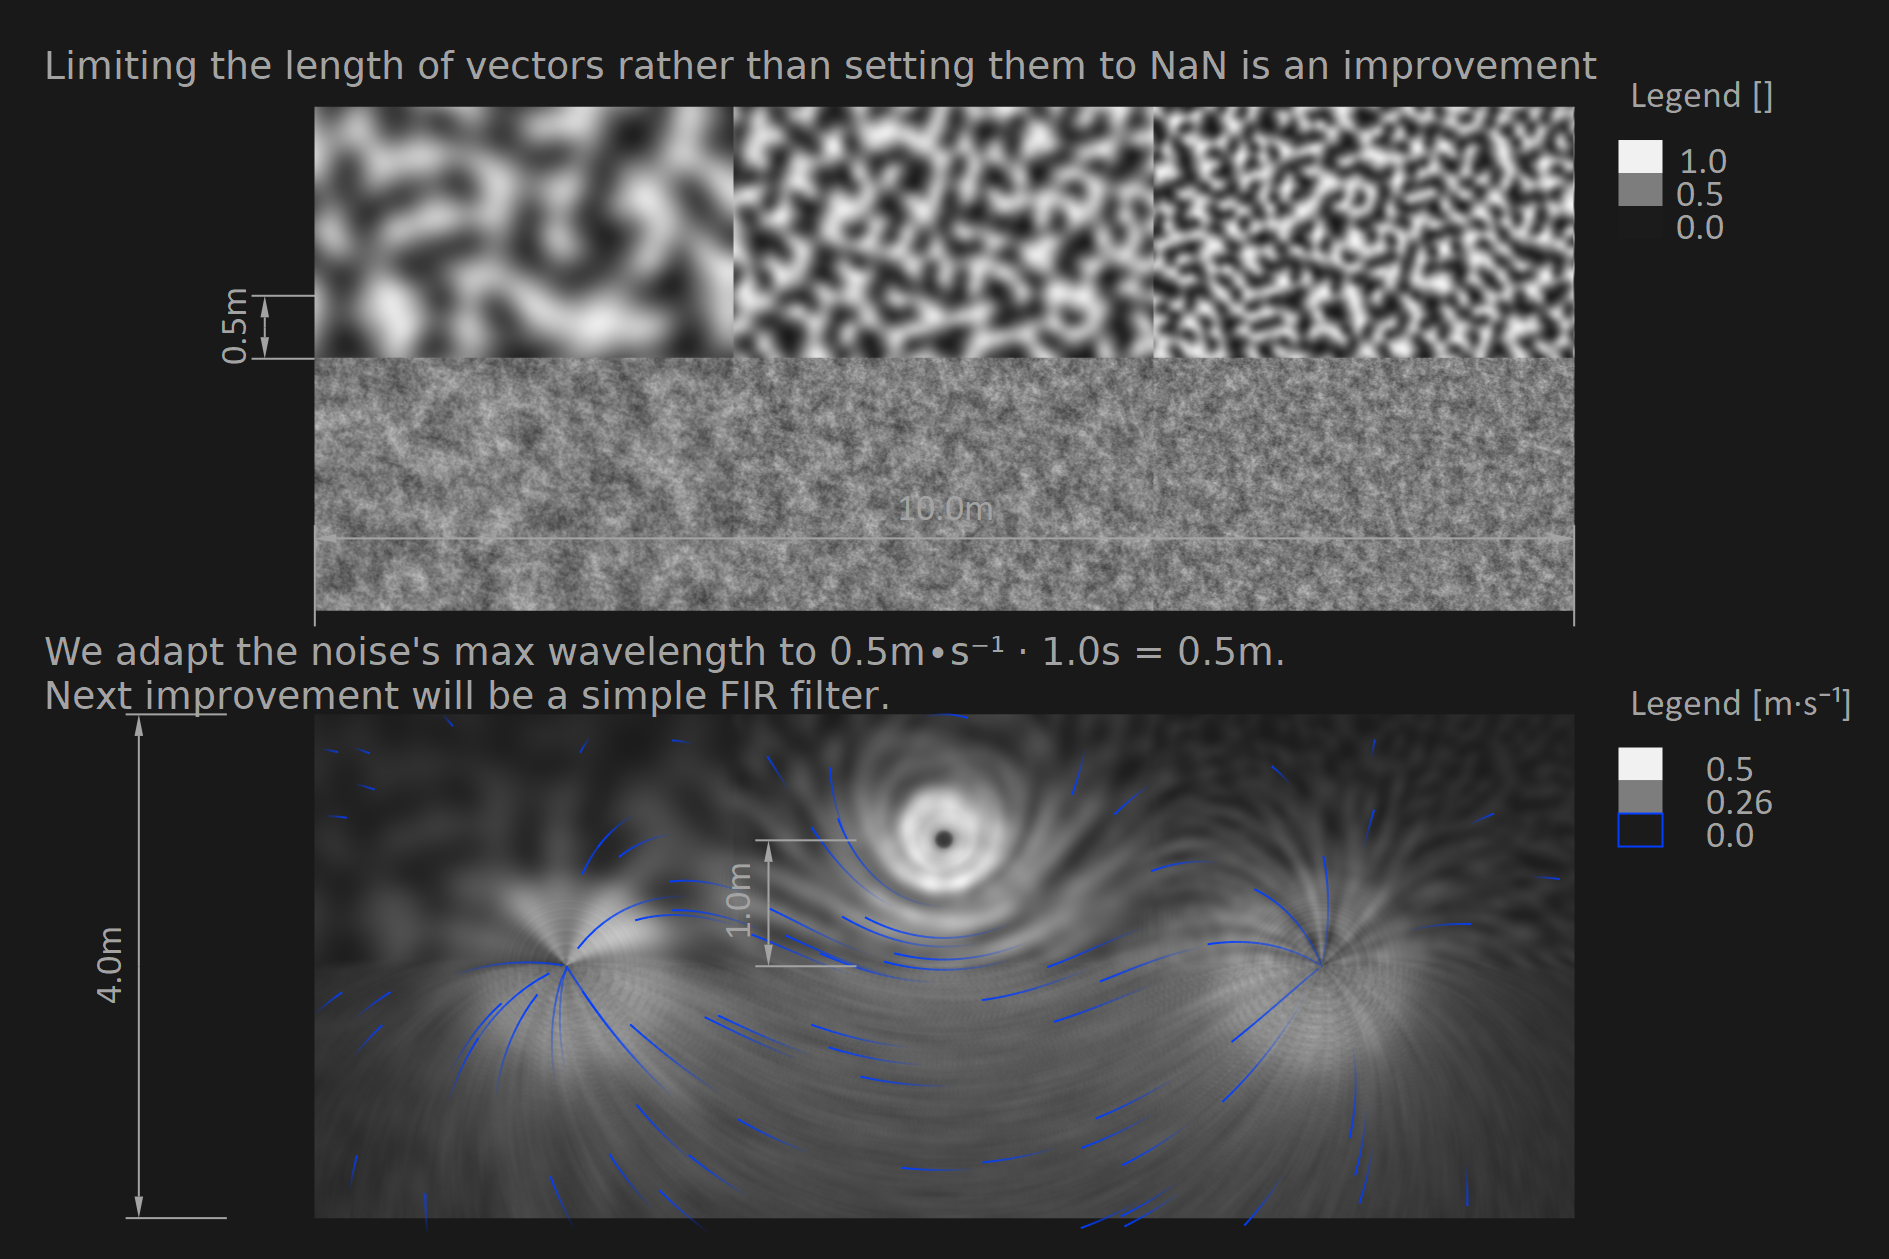 Limiting the length of vectors rather than setting them to NaN is an improvement
Legend []
1.0
0.5
0.0
0.5m
10.0m
We adapt the noise's max wavelength to 0.5m∙s⁻¹ · 1.0s = 0.5m.
Next improvement will be a simple FIR filter.
Legend [m·s⁻¹]
0.5
0.26
0.0
1.0m
4.0m